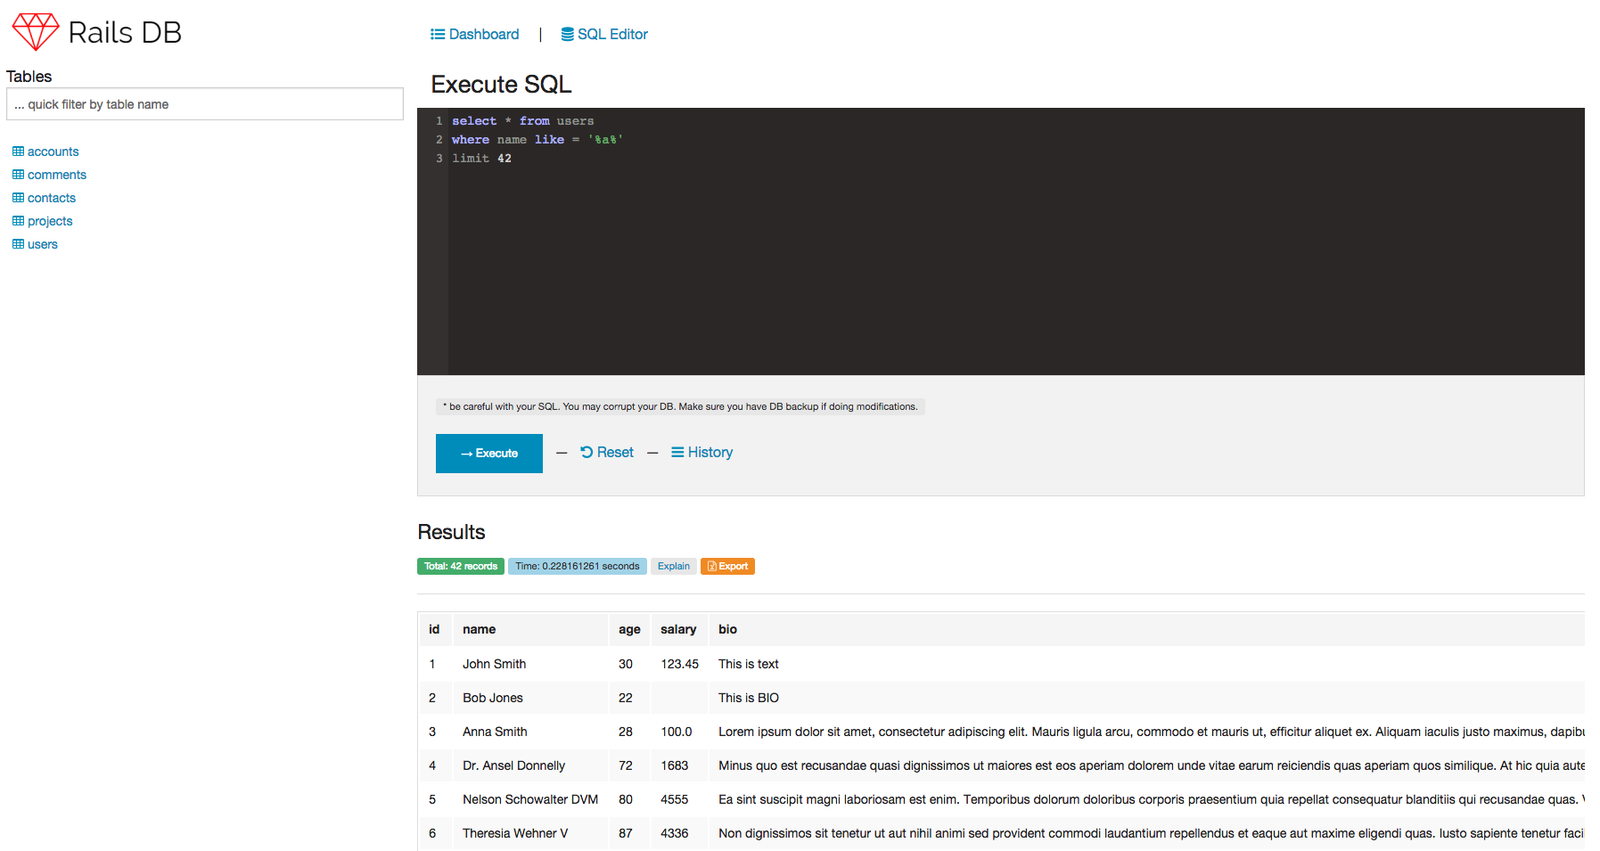 Rails DB
Dashboard | SQL Editor
Tables
... quick filter by table name
accounts
comments
contacts
projects
users
Execute SQL
1 select * from users
2 where name like = '%a%'
3 limit 42
* be careful with your SQL. You may corrupt your DB. Make sure you have DB backup if doing modifications.
→ Execute — Reset — History
Results
Total: 42 records Time: 0.228161261 seconds Explain Export
id name age salary bio
1 John Smith 30 123.45 This is text
2 Bob Jones 22 This is BIO
3 Anna Smith 28 100.0 Lorem ipsum dolor sit amet, consectetur adipiscing elit. Mauris ligula arcu, commodo et mauris ut, efficitur aliquet ex. Aliquam iaculis justo maximus, dapibu
4 Dr. Ansel Donnelly 72 1683 Minus quo est recusandae quasi dignissimos ut maiores est eos aperiam dolorem unde vitae earum reiciendis quas aperiam quos similique. At hic quia aute
5 Nelson Schowalter DVM 80 4555 Ea sint suscipit magni laboriosam est enim. Temporibus dolorum doloribus corporis praesentium quia repellat consequatur blanditiis qui recusandae quas.
6 Theresia Wehner V 87 4336 Non dignissimos sit tenetur ut aut nihil animi sed provident commodi laudantium repellendus et eaque aut maxime eligendi quas. Iusto sapiente tenetur faci